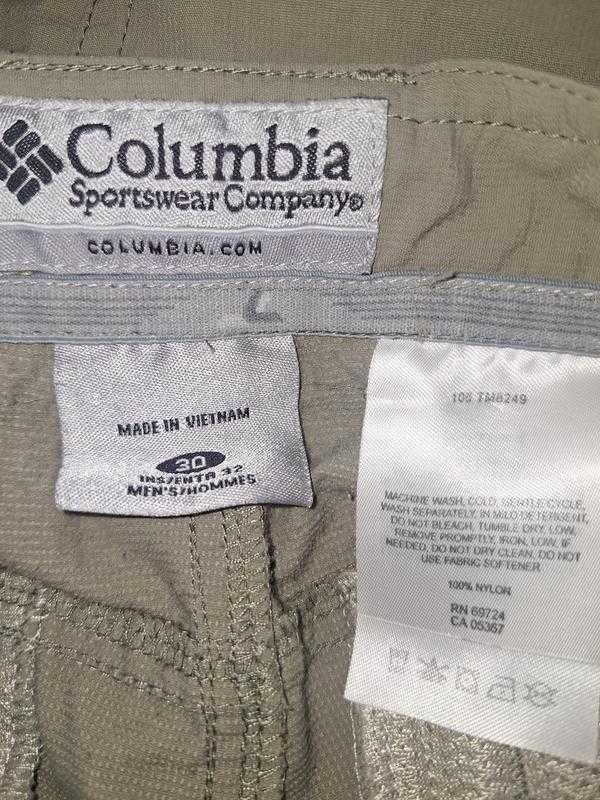 Columbia
Sportswear Company®
COLUMBIA.COM
MADE IN VIETNAM
30
INS/ENTR 32
MEN'S/HOMMES
108 TM8249
MACHINE WASH, COLD, GENTLE CYCLE,
WASH SEPARATELY, IN MILD DETERGENT,
DO NOT BLEACH, TUMBLE DRY, LOW,
REMOVE PROMPTLY, IRON, LOW, IF
NEEDED, DO NOT DRY CLEAN, DO NOT
USE FABRIC SOFTENER
100% NYLON
RN 69724
CA 05367